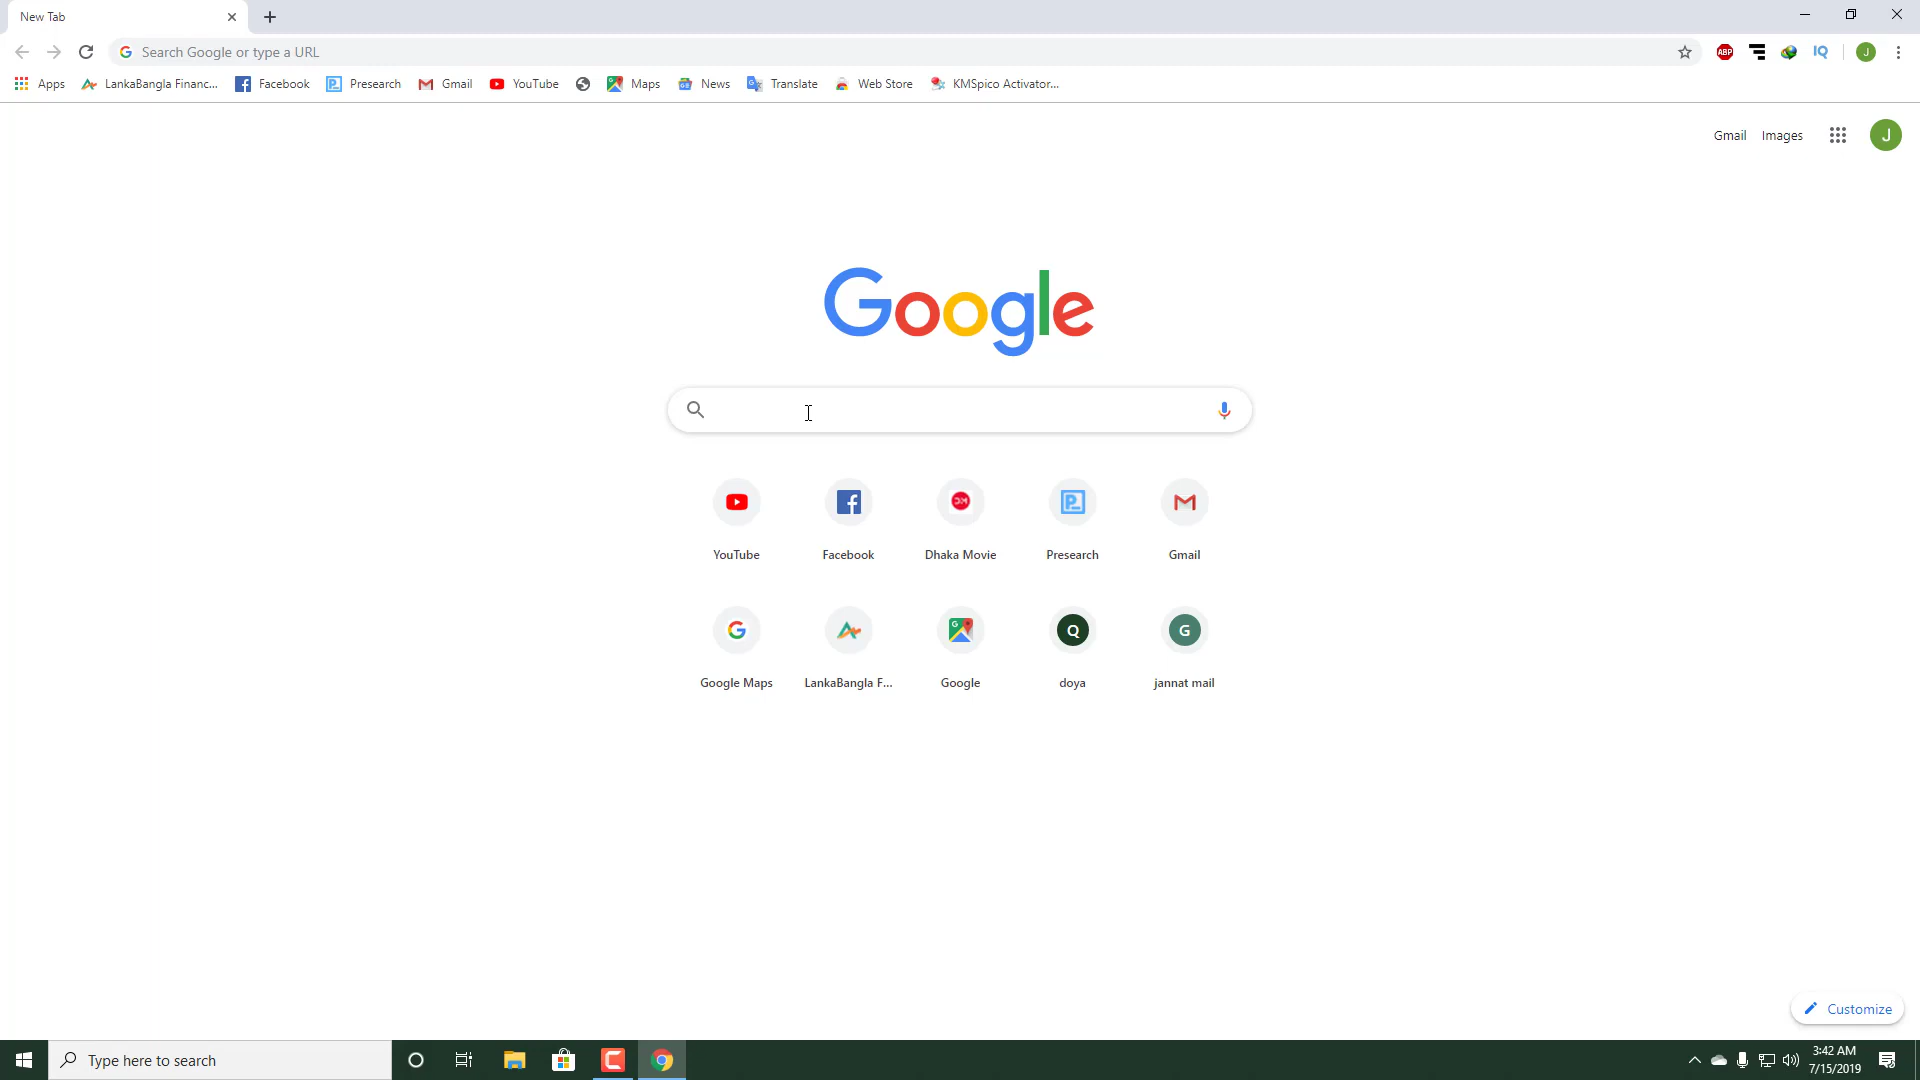 New Tab
Search Google or type a URL
ABP
IQ
J
Apps
LankaBangla Financ...
Facebook
Presearch
Gmail
YouTube
Maps
News
Translate
Web Store
KMSpico Activator...
Gmail
Images
J
Google
YouTube
Facebook
Dhaka Movie
Presearch
Gmail
Q
G
Google Maps
LankaBangla F...
Google
doya
jannat mail
Customize
Type here to search
3:42 AM
7/15/2019